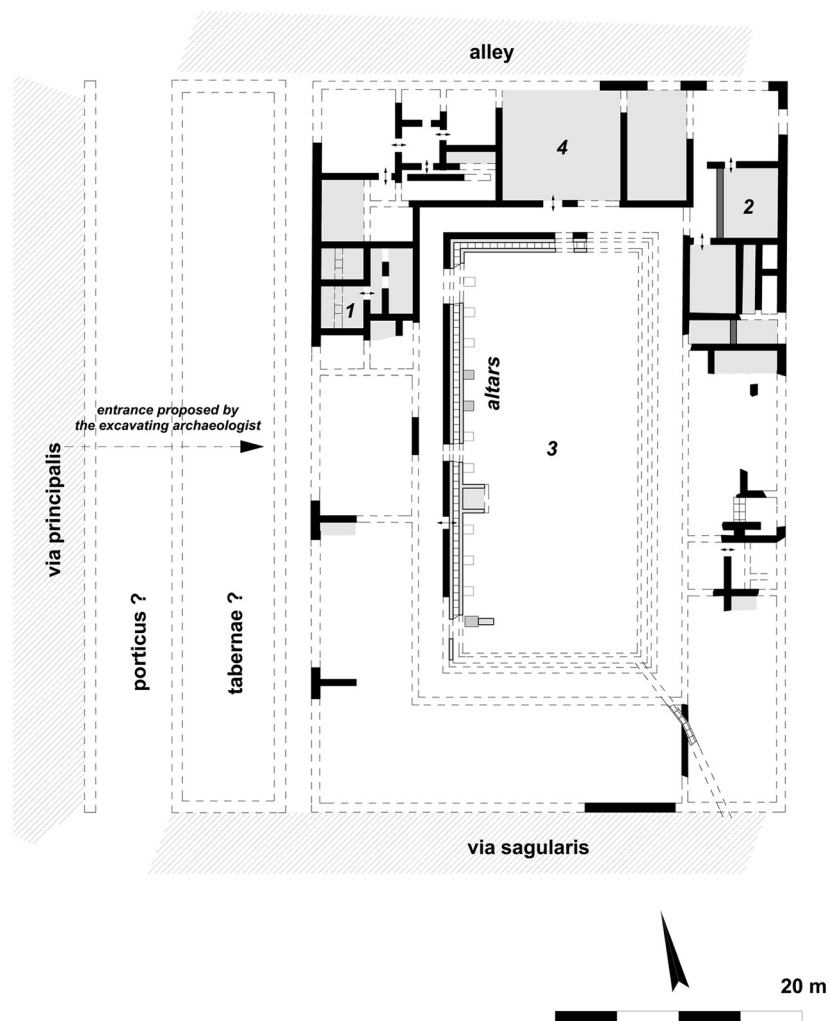 alley
4
2
1
altars
entrance proposed by
the excavating archaeologist
3
via principalis
porticus ?
tabernae ?
via sagularis
20 m